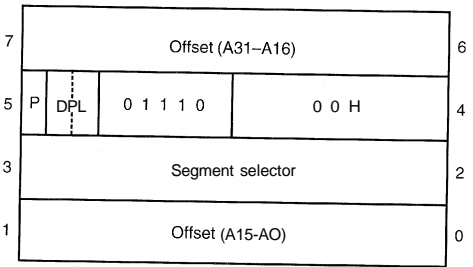 7 Offset (A31–A16) 6
5 P DPL 0 1 1 1 0 0 0 H 4
3 Segment selector 2
1 Offset (A15-AO) 0